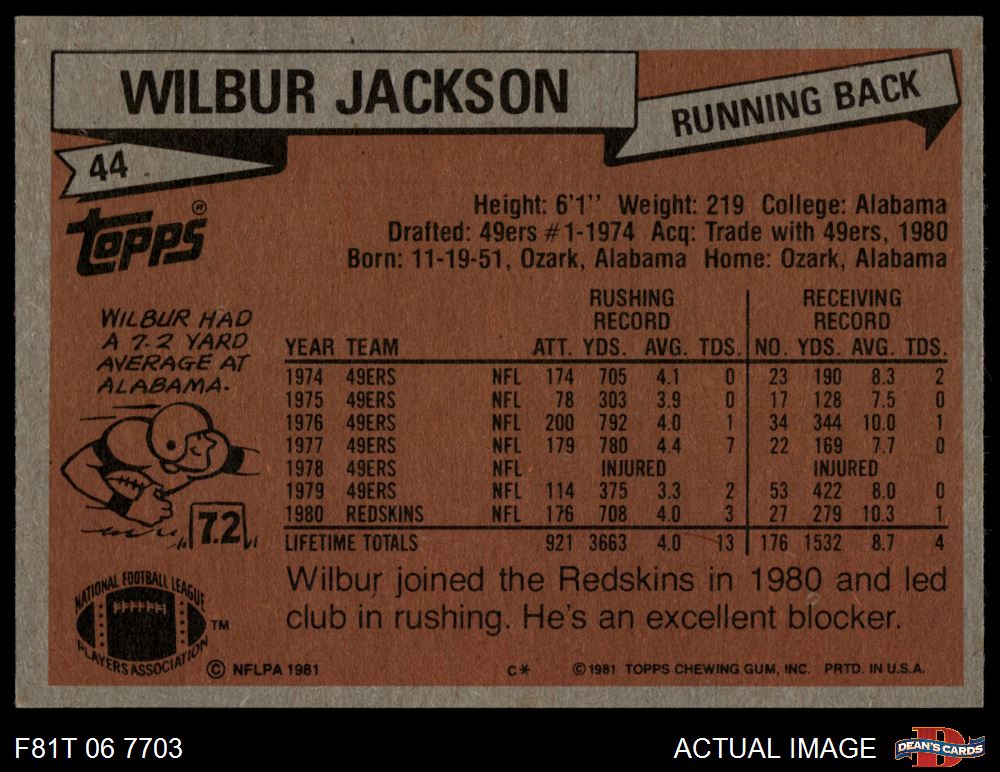 WILBUR JACKSON
RUNNING BACK
44
TOPPS®
Height: 6'1'' Weight: 219 College: Alabama
Drafted: 49ers #1-1974 Acq: Trade with 49ers, 1980
Born: 11-19-51, Ozark, Alabama Home: Ozark, Alabama
WILBUR HAD
A 7.2 YARD
AVERAGE AT
ALABAMA.
7.2
RUSHING RECEIVING
RECORD RECORD
YEAR TEAM ATT. YDS. AVG. TDS. NO. YDS. AVG. TDS.
1974 49ERS NFL 174 705 4.1 0 23 190 8.3 2
1975 49ERS NFL 78 303 3.9 0 17 128 7.5 0
1976 49ERS NFL 200 792 4.0 1 34 344 10.0 1
1977 49ERS NFL 179 780 4.4 7 22 169 7.7 0
1978 49ERS NFL INJURED INJURED
1979 49ERS NFL 114 375 3.3 2 53 422 8.0 0
1980 REDSKINS NFL 176 708 4.0 3 27 279 10.3 1
LIFETIME TOTALS 921 3663 4.0 13 176 1532 8.7 4
Wilbur joined the Redskins in 1980 and led
club in rushing. He's an excellent blocker.
NATIONAL FOOTBALL LEAGUE
PLAYERS ASSOCIATION
TM
© NFLPA 1981 C* © 1981 TOPPS CHEWING GUM, INC. PRTD. IN U.S.A.
F81T 06 7703 ACTUAL IMAGE
D
DEAN'S CARDS